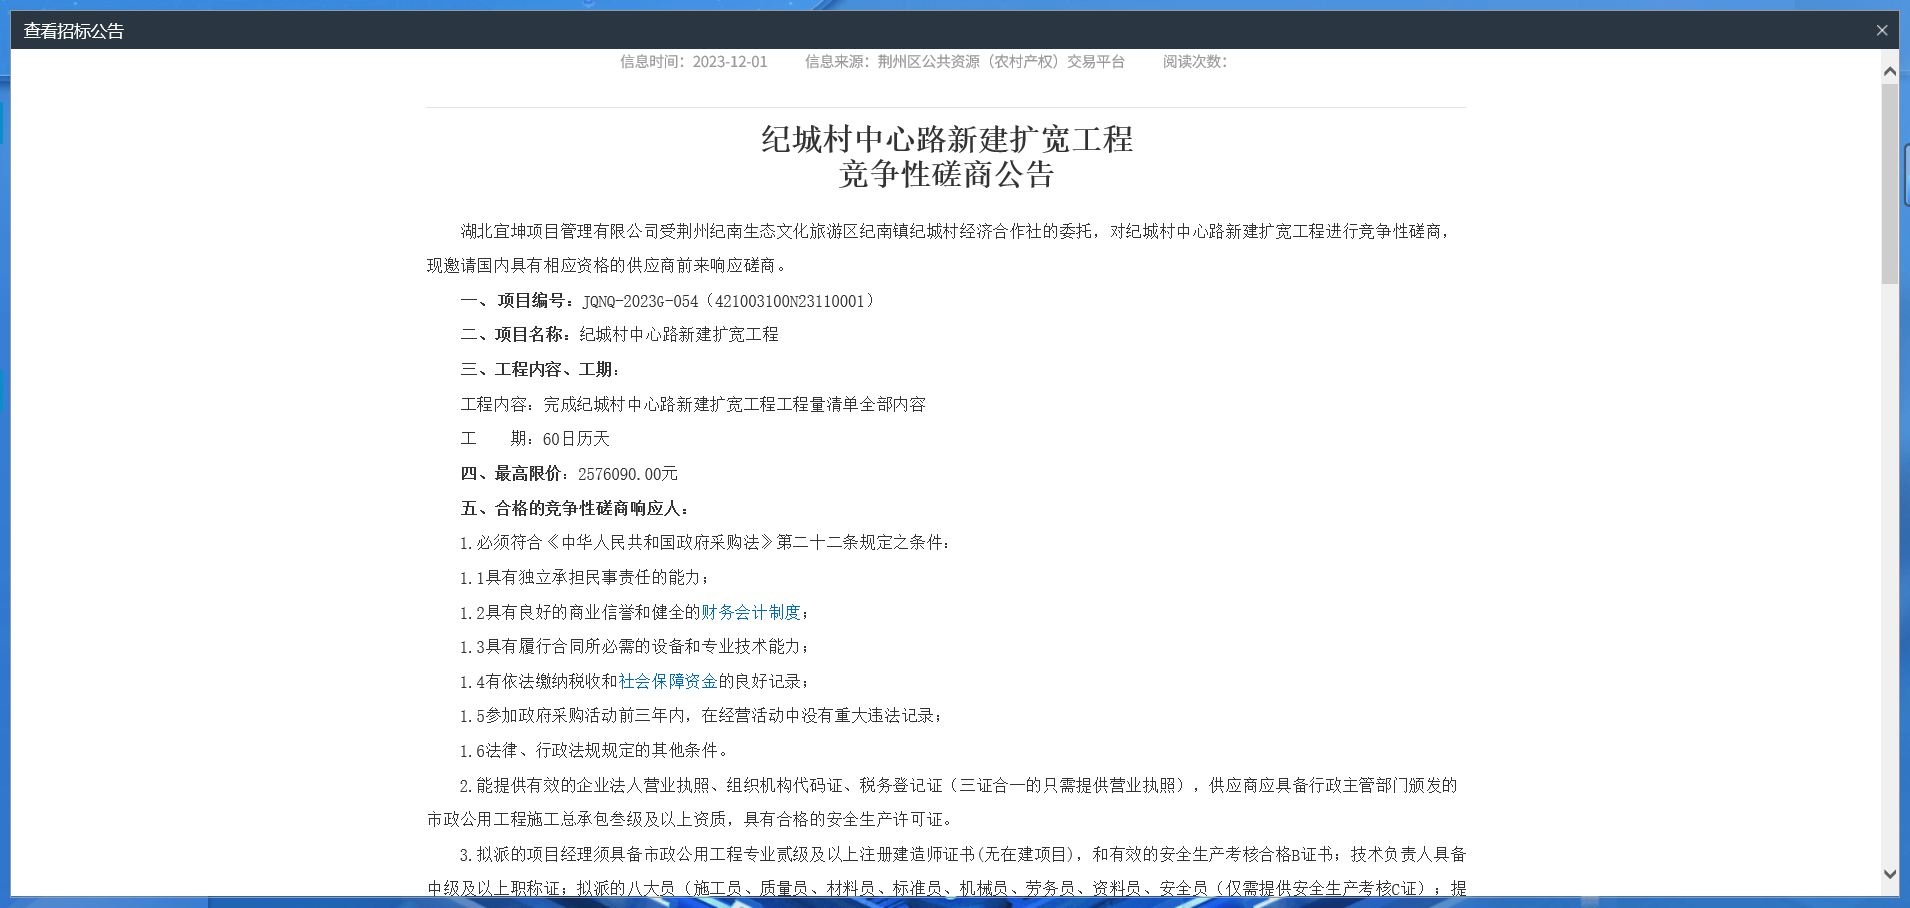 查看招标公告
信息时间：2023-12-01 信息来源：荆州区公共资源（农村产权）交易平台 阅读次数：
纪城村中心路新建扩宽工程
竞争性磋商公告
湖北宜坤项目管理有限公司受荆州纪南生态文化旅游区纪南镇纪城村经济合作社的委托，对纪城村中心路新建扩宽工程进行竞争性磋商，
现邀请国内具有相应资格的供应商前来响应磋商。
一、项目编号：JQNQ-2023G-054（421003100N23110001）
二、项目名称：纪城村中心路新建扩宽工程
三、工程内容、工期：
工程内容：完成纪城村中心路新建扩宽工程工程量清单全部内容
工 期：60日历天
四、最高限价：2576090.00元
五、合格的竞争性磋商响应人：
1.必须符合《中华人民共和国政府采购法》第二十二条规定之条件：
1.1具有独立承担民事责任的能力；
1.2具有良好的商业信誉和健全的财务会计制度；
1.3具有履行合同所必需的设备和专业技术能力；
1.4有依法缴纳税收和社会保障资金的良好记录；
1.5参加政府采购活动前三年内，在经营活动中没有重大违法记录；
1.6法律、行政法规规定的其他条件。
2.能提供有效的企业法人营业执照、组织机构代码证、税务登记证（三证合一的只需提供营业执照），供应商应具备行政主管部门颁发的
市政公用工程施工总承包叁级及以上资质，具有合格的安全生产许可证。
3.拟派的项目经理须具备市政公用工程专业贰级及以上注册建造师证书(无在建项目)，和有效的安全生产考核合格B证书；技术负责人具备
中级及以上职称证；拟派的八大员（施工员、质量员、材料员、标准员、机械员、劳务员、资料员、安全员（仅需提供安全生产考核C证）；提